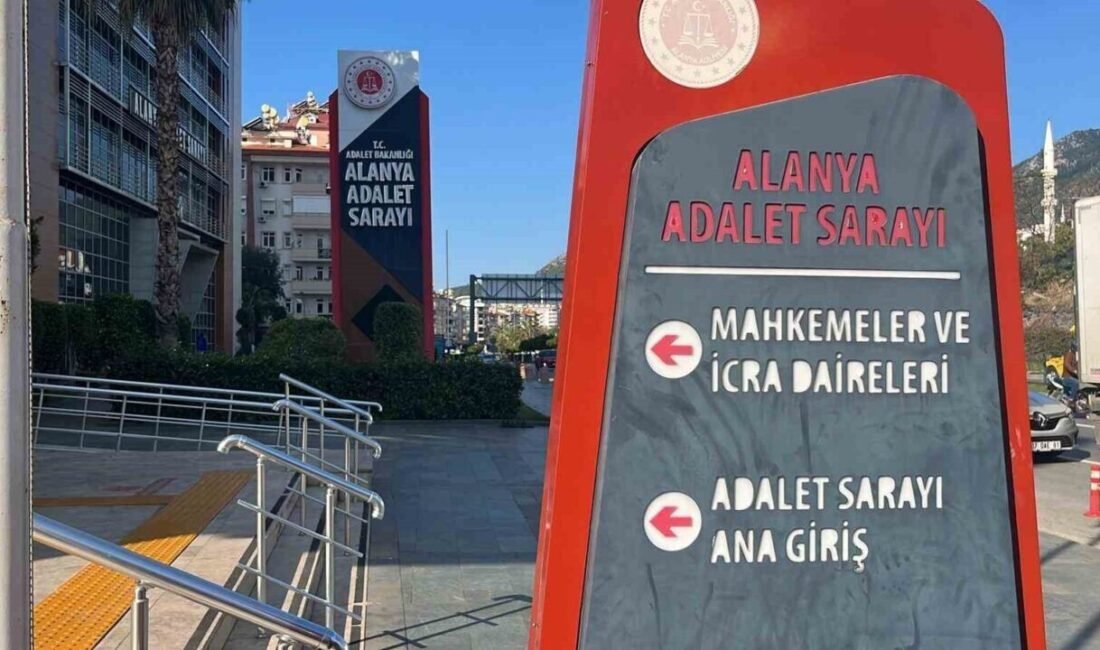 T.C.
ADALET BAKANLIĞI
ALANYA
ADALET
SARAYI
ALANYA
ADALET SARAYI
MAHKEMELER VE
İCRA DAİRELERİ
ADALET SARAYI
ANA GİRİŞ